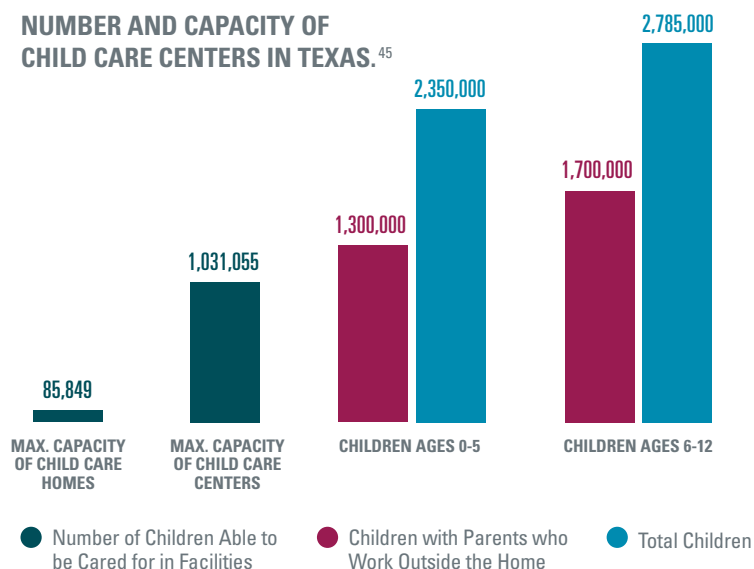 NUMBER AND CAPACITY OF
CHILD CARE CENTERS IN TEXAS.45
85,849
1,031,055
1,300,000
2,350,000
1,700,000
2,785,000
MAX. CAPACITY
OF CHILD CARE
HOMES
MAX. CAPACITY
OF CHILD CARE
CENTERS
CHILDREN AGES 0-5
CHILDREN AGES 6-12
Number of Children Able to
be Cared for in Facilities
Children with Parents who
Work Outside the Home
Total Children